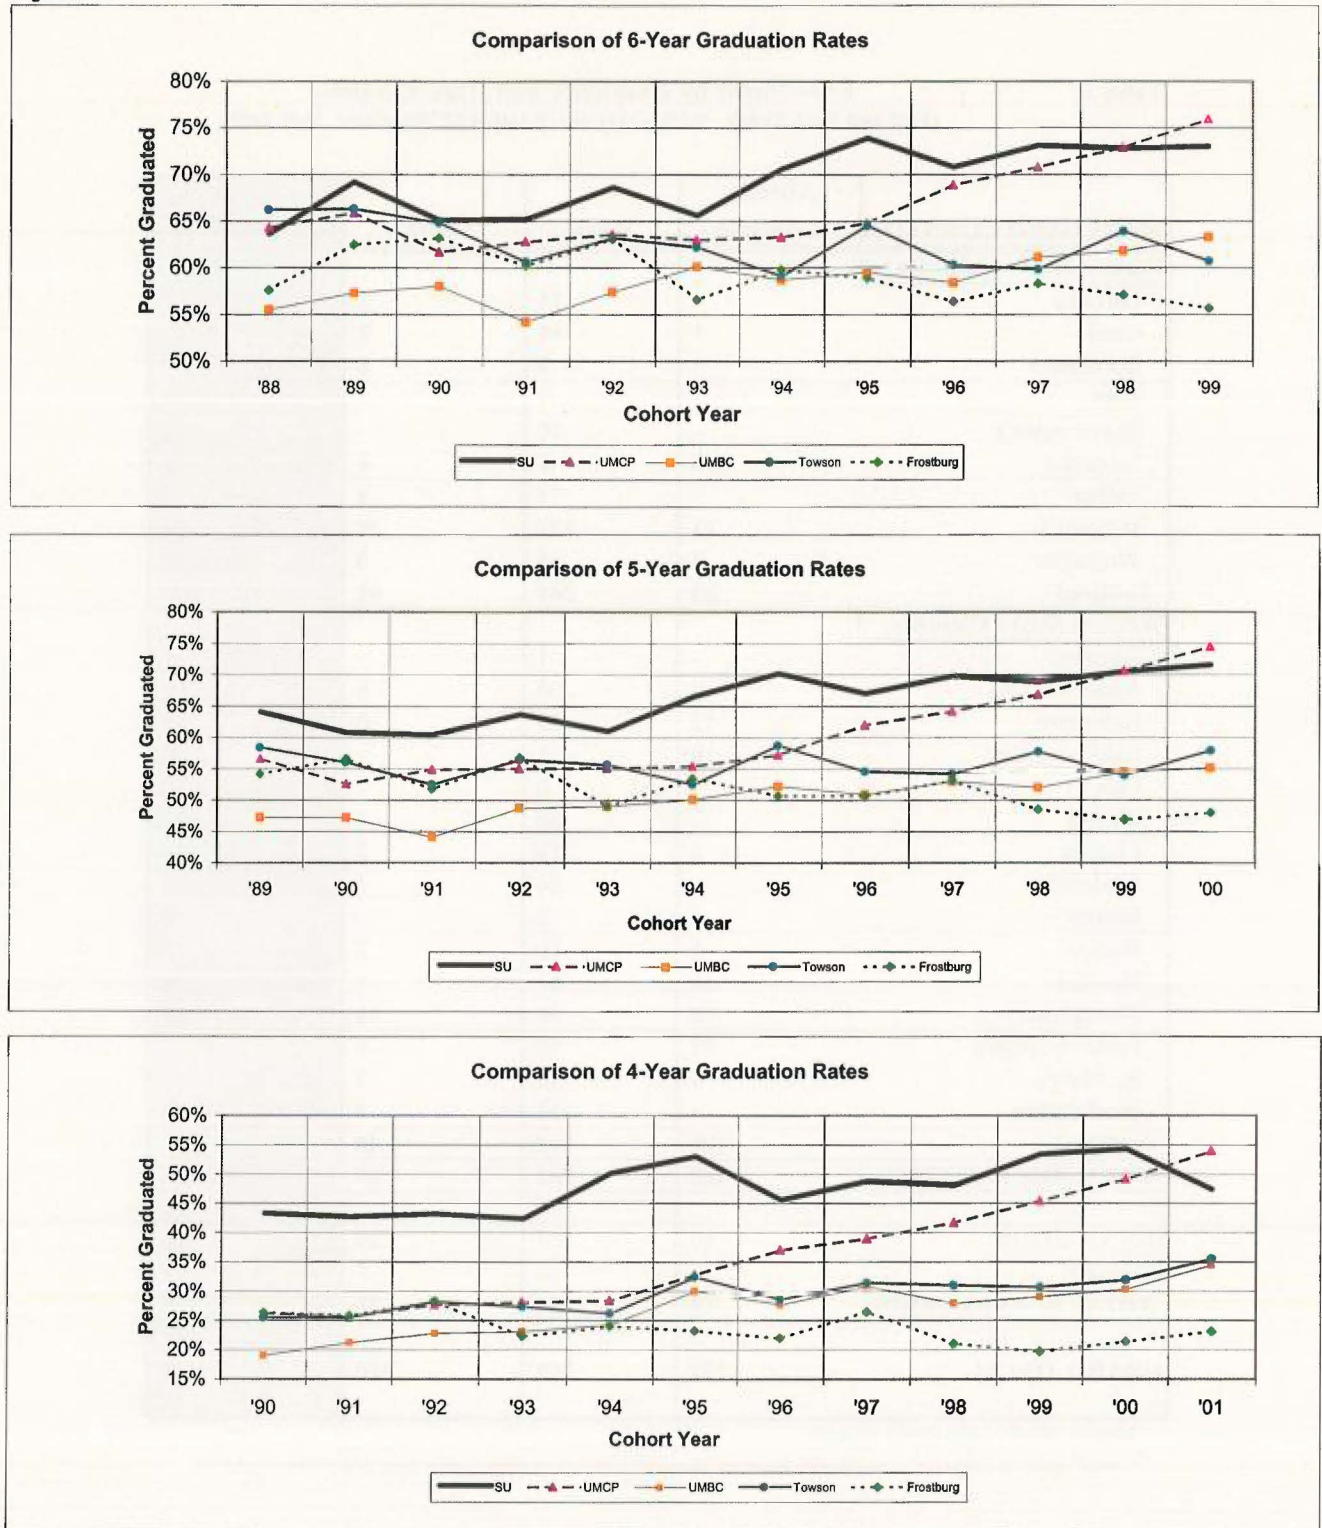 Comparison of 6-Year Graduation Rates
Percent Graduated
80%
75%
70%
65%
60%
55%
50%
'88 '89 '90 '91 '92 '93 '94 '95 '96 '97 '98 '99
Cohort Year
SU UMCP UMBC Towson Frostburg
Comparison of 5-Year Graduation Rates
Percent Graduated
80%
75%
70%
65%
60%
55%
50%
45%
40%
'89 '90 '91 '92 '93 '94 '95 '96 '97 '98 '99 '00
Cohort Year
SU UMCP UMBC Towson Frostburg
Comparison of 4-Year Graduation Rates
Percent Graduated
60%
55%
50%
45%
40%
35%
30%
25%
20%
15%
'90 '91 '92 '93 '94 '95 '96 '97 '98 '99 '00 '01
Cohort Year
SU UMCP UMBC Towson Frostburg